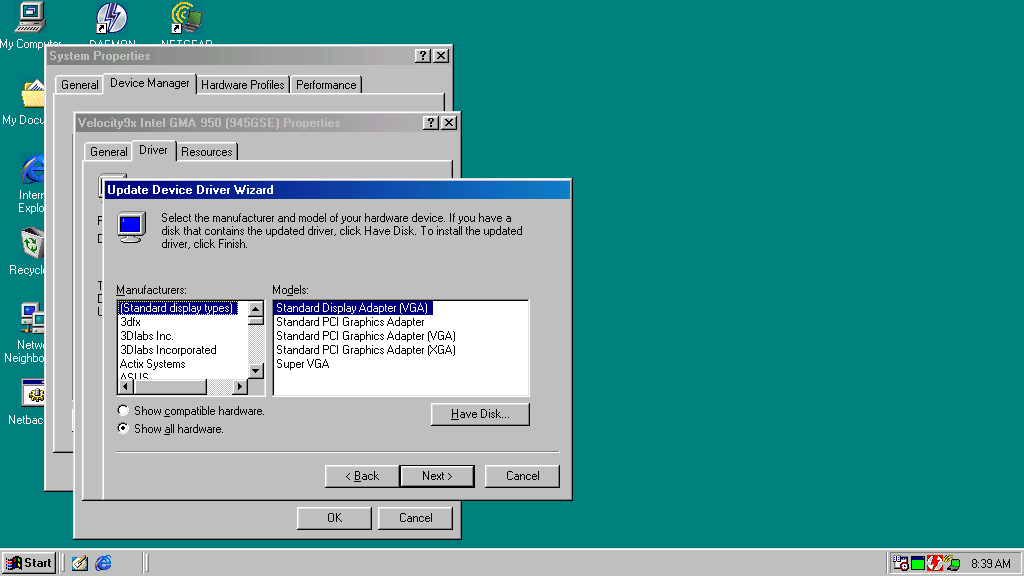 My Computer
DAEMON
NETGEAR
System Properties
General
Device Manager
Hardware Profiles
Performance
My Docu
Velocity9x Intel GMA 950 (945GSE) Properties
General
Driver
Resources
Update Device Driver Wizard
Select the manufacturer and model of your hardware device. If you have a
disk that contains the updated driver, click Have Disk. To install the updated
driver, click Finish.
Intern
Explo
Recycl
Manufacturers:
Models:
(Standard display types)
3dfx
3Dlabs Inc.
3Dlabs Incorporated
Actix Systems
ASUS
Standard Display Adapter (VGA)
Standard PCI Graphics Adapter
Standard PCI Graphics Adapter (VGA)
Standard PCI Graphics Adapter (XGA)
Super VGA
Netw
Neighbo
Netbac
Show compatible hardware.
Show all hardware.
Have Disk...
< Back
Next >
Cancel
OK
Cancel
Start
8:39 AM